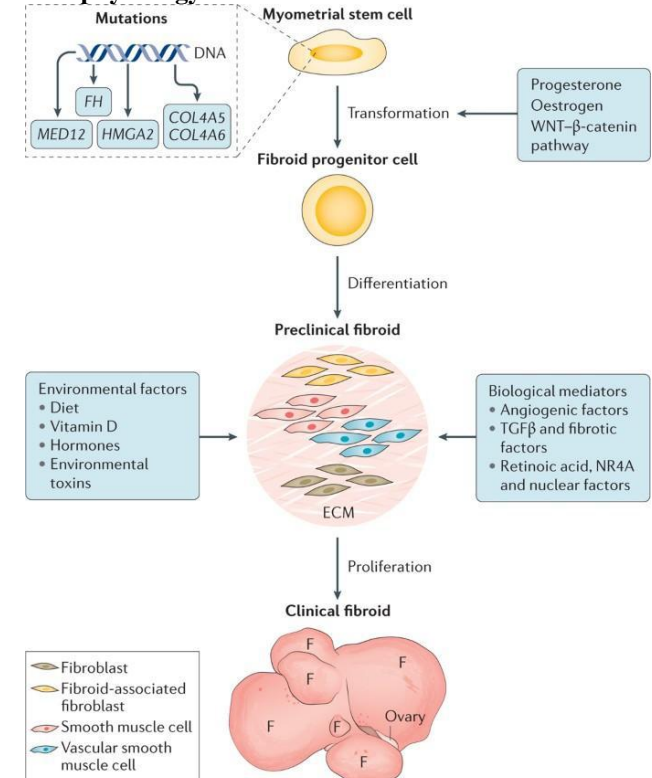 Mutations
DNA
FH
MED12
HMGA2
COL4A5
COL4A6
Myometrial stem cell
Transformation
Progesterone
Oestrogen
WNT–β-catenin
pathway
Fibroid progenitor cell
Differentiation
Preclinical fibroid
Environmental factors
• Diet
• Vitamin D
• Hormones
• Environmental
toxins
ECM
Biological mediators
• Angiogenic factors
• TGFβ and fibrotic
factors
• Retinoic acid, NR4A
and nuclear factors
Proliferation
Clinical fibroid
Fibroblast
Fibroid-associated
fibroblast
Smooth muscle cell
Vascular smooth
muscle cell
F
F
F
F
F
Ovary
F